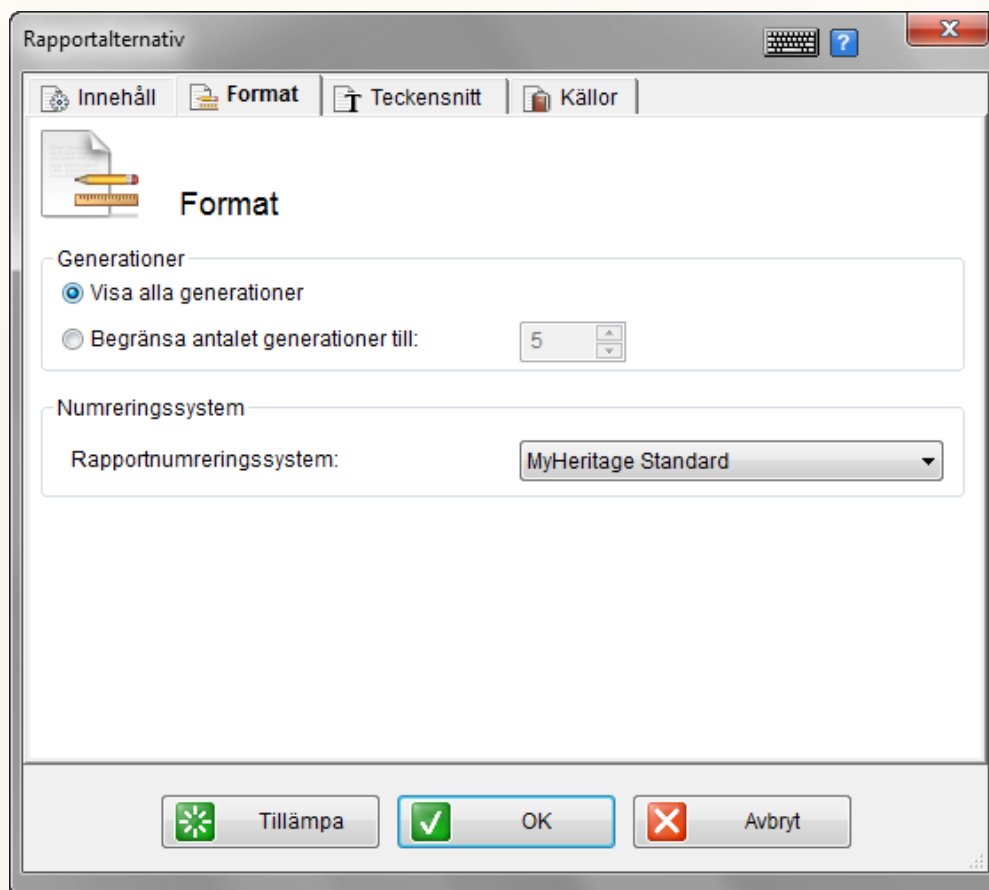 Rapportalternativ
?
Innehåll Format Teckensnitt Källor
Format
Generationer
Visa alla generationer
Begränsa antalet generationer till: 5
Numreringssystem
Rapportnumreringssystem: MyHeritage Standard
Tillämpa OK Avbryt